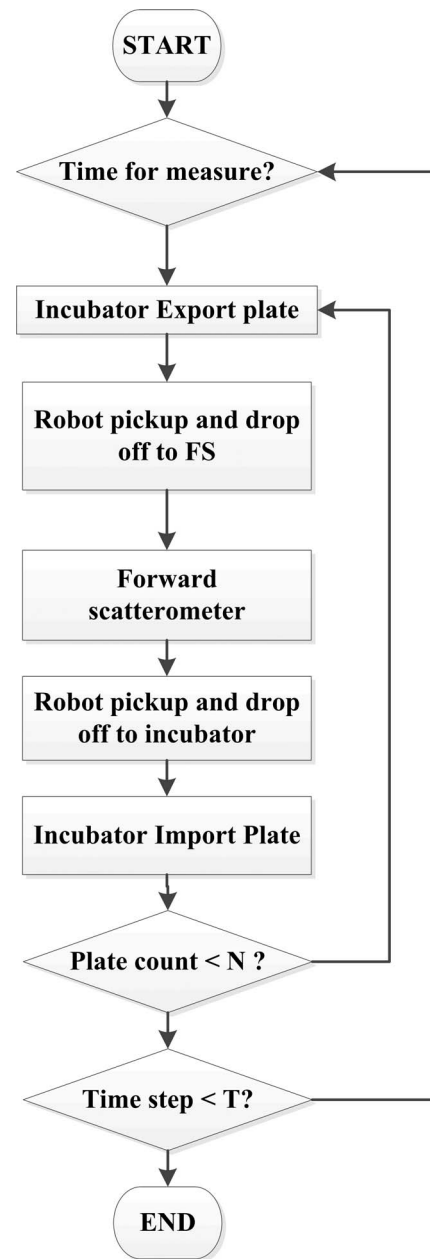 START
Time for measure?
Incubator Export plate
Robot pickup and drop
off to FS
Forward
scatterometer
Robot pickup and drop
off to incubator
Incubator Import Plate
Plate count < N ?
Time step < T?
END